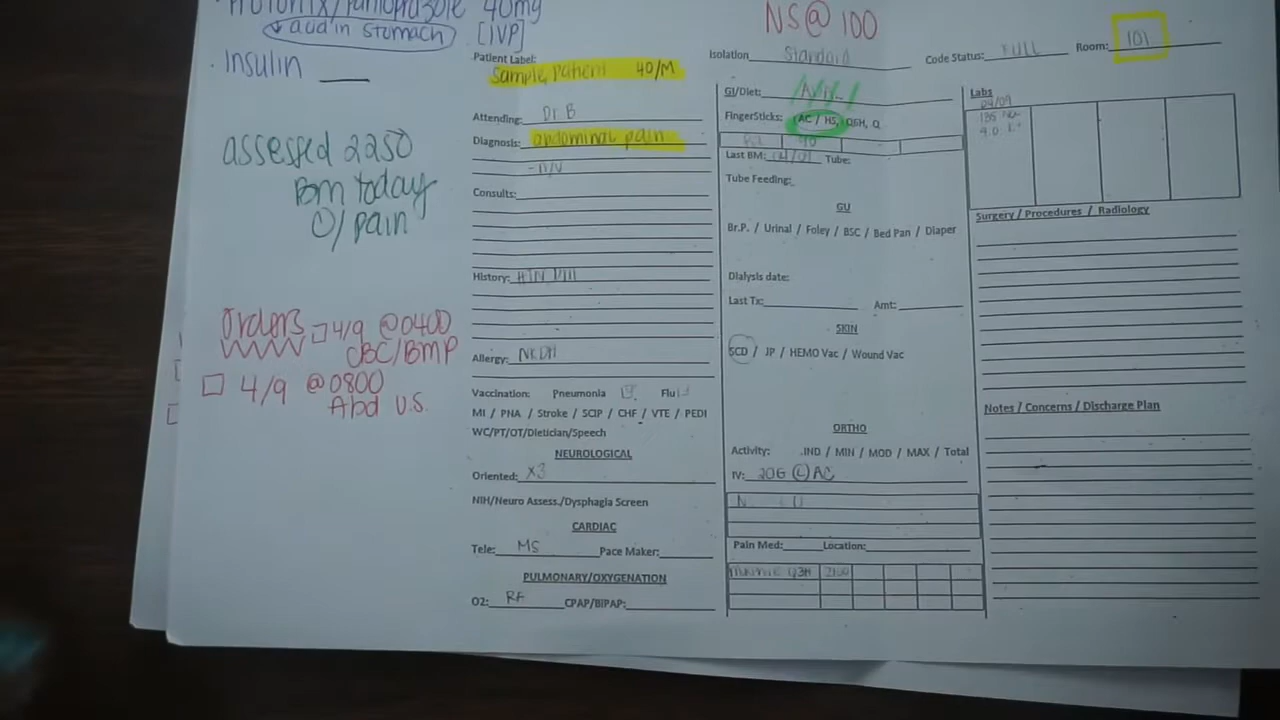 Protonix/Pantoprazole 40mg
↓ acid in stomach [IVP]
· Insulin
assessed 2250
Bm today
pain
Orders
4/9 @0400
CBC/BMP
4/9 @0800
Abd U.S.
NS@ 100
Patient Label:
Sample, Patient 40/M
Attending: Dr B
Diagnosis: abdominal pain
- n/v
Consults:
History:
Allergy: NKDA
Vaccination: Pneumonia Flu
MI / PNA / Stroke / SCIP / CHF / VTE / PEDI
WC/PT/OT/Dietician/Speech
NEUROLOGICAL
Oriented: X3
NIH/Neuro Assess./Dysphagia Screen
CARDIAC
Tele: MS Pace Maker:
PULMONARY/OXYGENATION
O2: CPAP/BIPAP:
Isolation Standard
Code Status: FULL
Room: 101
GI/Diet:
FingerSticks: (AC / HS, Q6H, Q
Last BM: Tube:
Tube Feeding:
GU
Br.P. / Urinal / Foley / BSC / Bed Pan / Diaper
Dialysis date:
Last Tx: Amt:
SKIN
SCD / JP / HEMO Vac / Wound Vac
ORTHO
Activity: IND / MIN / MOD / MAX / Total
IV: 20G (L) AC
Pain Med: Location:
Q3H
Labs
04/09
Surgery / Procedures / Radiology
Notes / Concerns / Discharge Plan